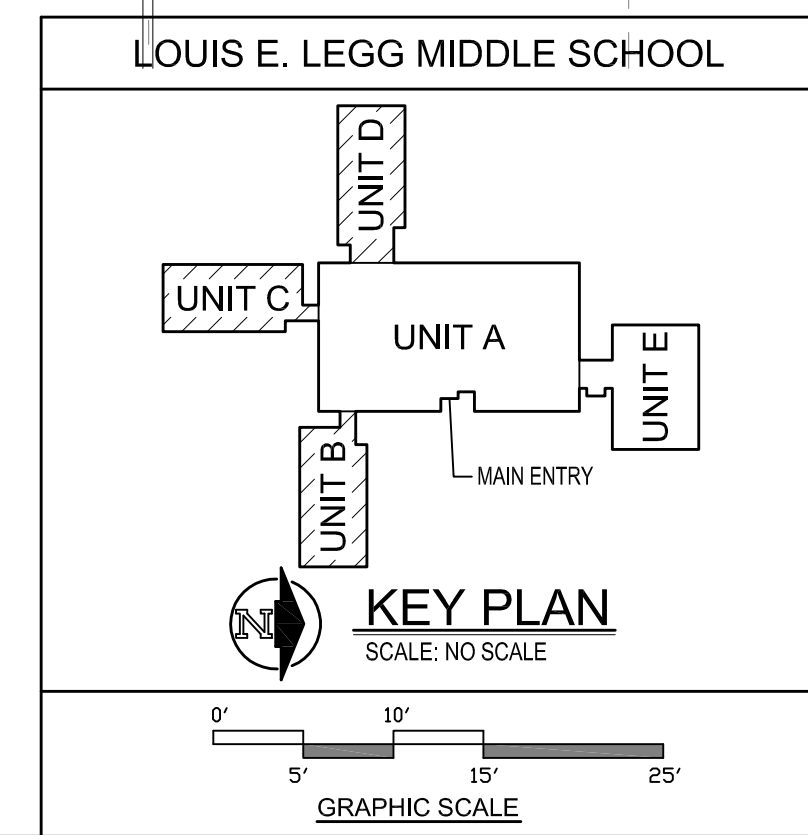 LOUIS E. LEGG MIDDLE SCHOOL
UNIT D
UNIT C
UNIT A
UNIT E
UNIT B
MAIN ENTRY
N
KEY PLAN
SCALE: NO SCALE
0' 10'
5' 15' 25'
GRAPHIC SCALE